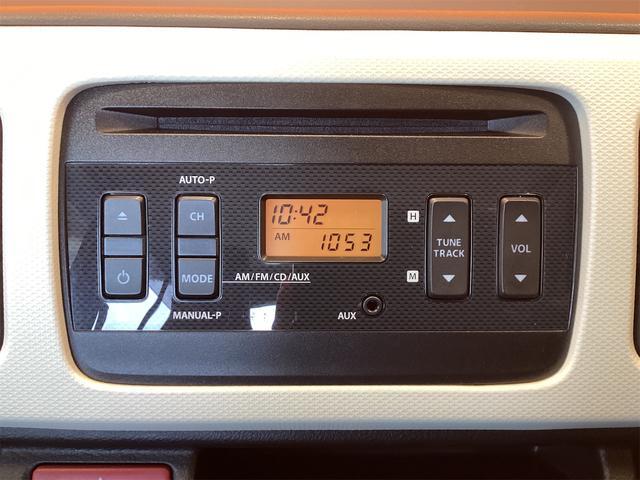 AUTO-P
CH
10:42
AM 1053
H
TUNE
TRACK
VOL
MODE
AM/FM/CD/AUX
M
MANUAL-P
AUX